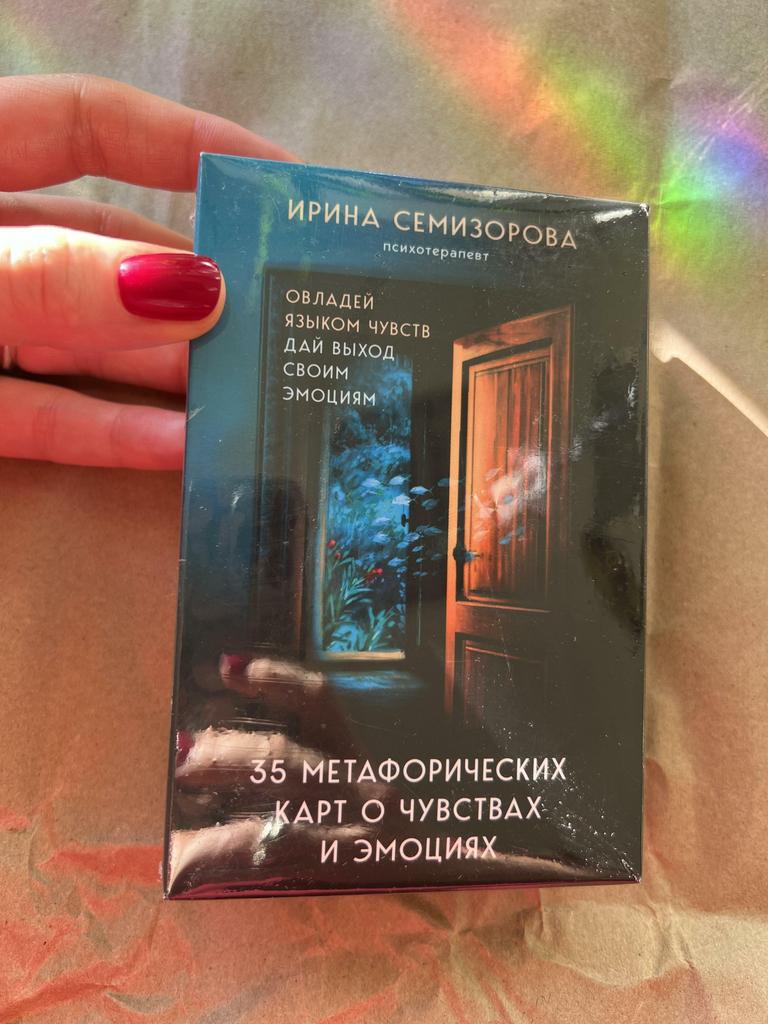 ИРИНА СЕМИЗОРОВА
психотерапевт
ОВЛАДЕЙ
ЯЗЫКОМ ЧУВСТВ
ДАЙ ВЫХОД
СВОИМ
ЭМОЦИЯМ
35 МЕТАФОРИЧЕСКИХ
КАРТ О ЧУВСТВАХ
И ЭМОЦИЯХ